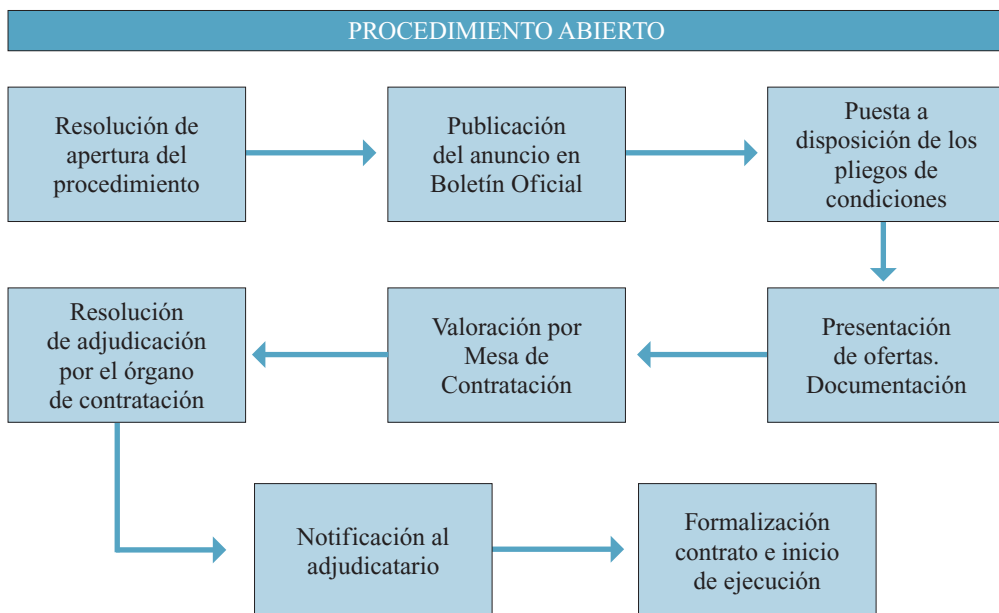 PROCEDIMIENTO ABIERTO
Resolución de
apertura del
procedimiento
Publicación
del anuncio en
Boletín Oficial
Puesta a
disposición de los
pliegos de
condiciones
Presentación
de ofertas.
Documentación
Valoración por
Mesa de
Contratación
Resolución
de adjudicación
por el órgano
de contratación
Notificación al
adjudicatario
Formalización
contrato e inicio
de ejecución